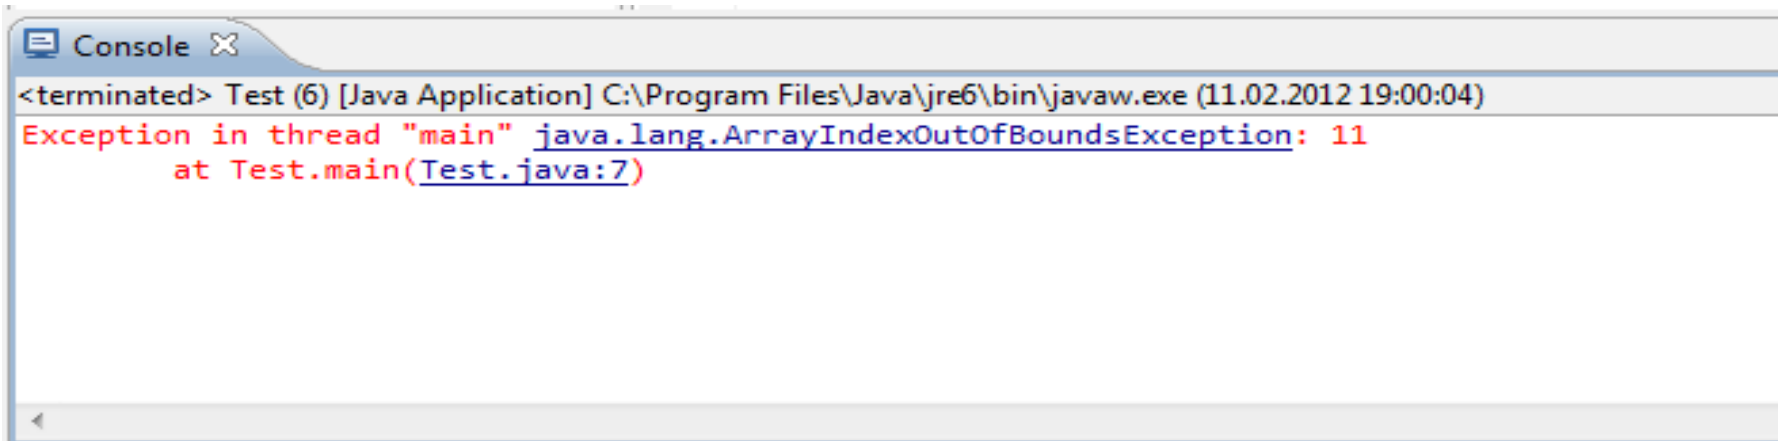 Console
<terminated> Test (6) [Java Application] C:\Program Files\Java\jre6\bin\javaw.exe (11.02.2012 19:00:04)
Exception in thread "main" java.lang.ArrayIndexOutOfBoundsException: 11
at Test.main(Test.java:7)